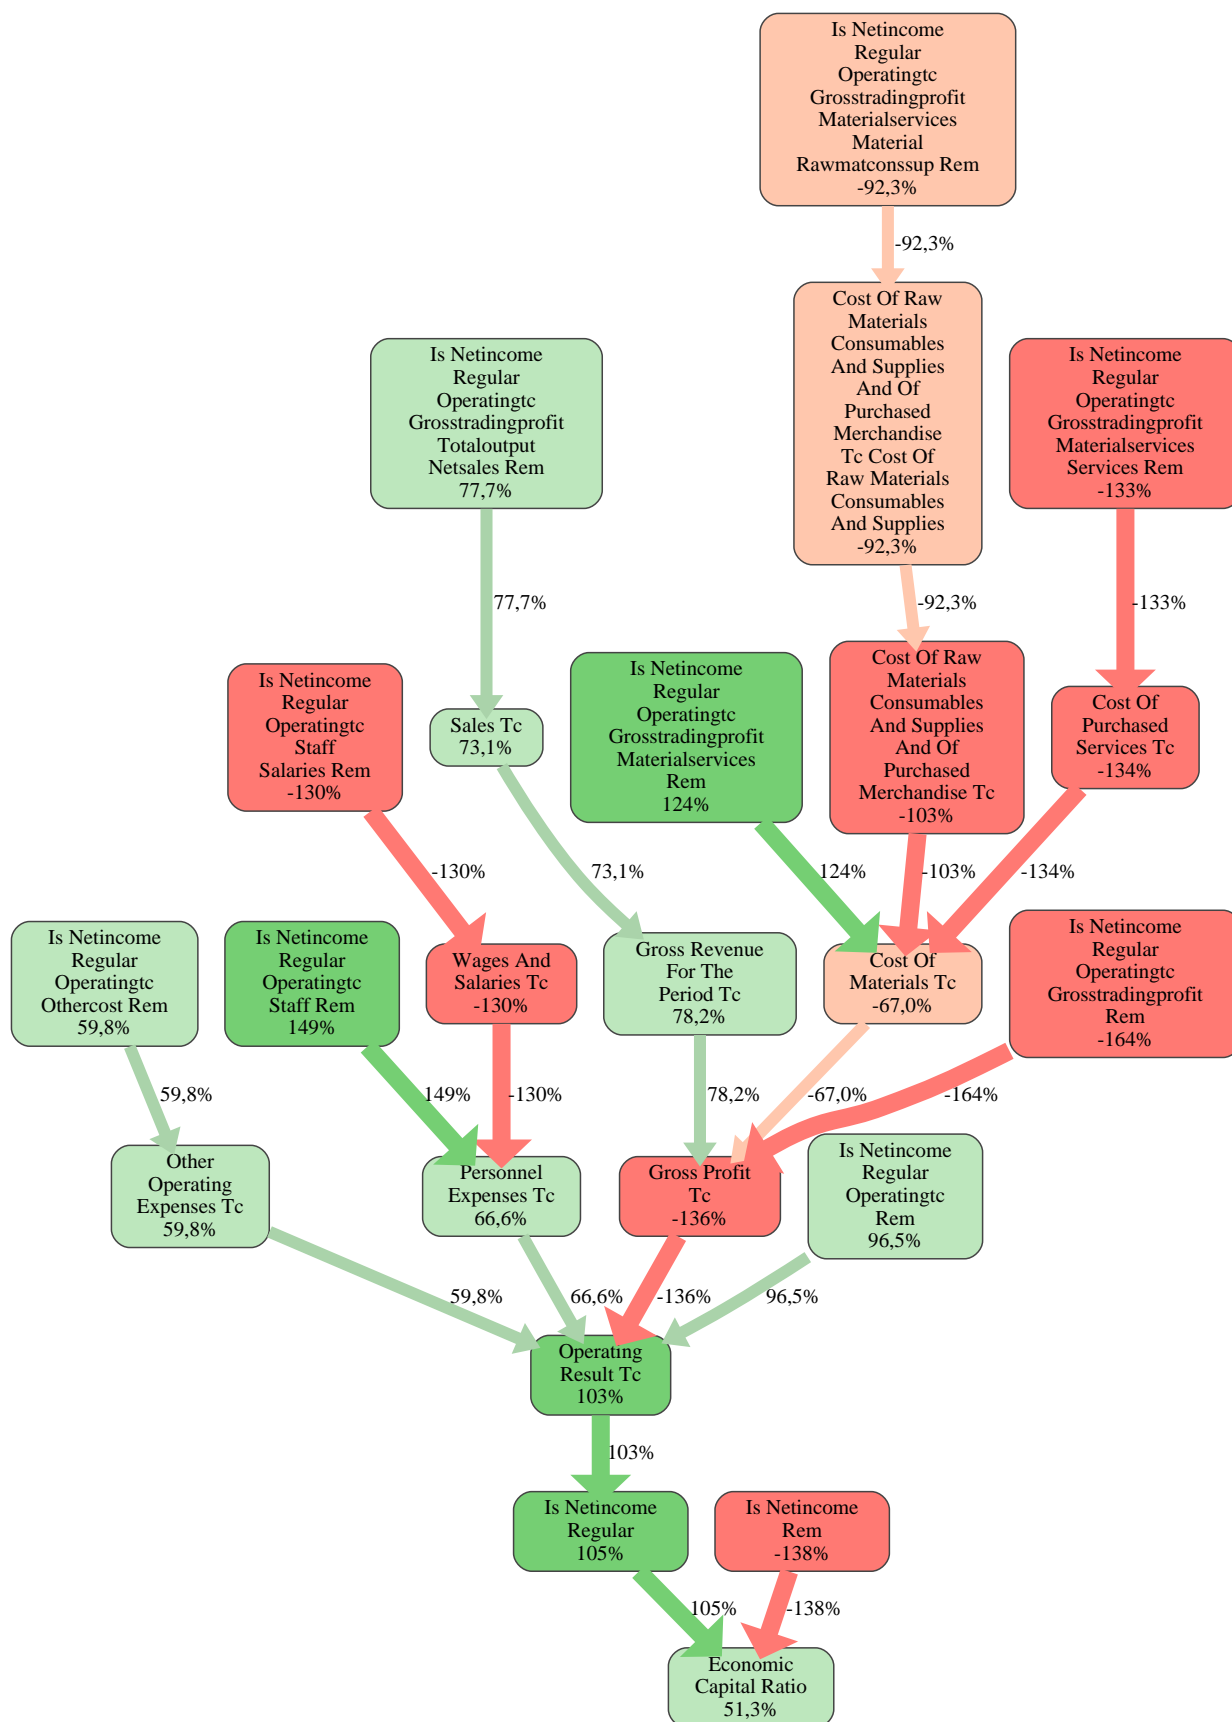 Is Netincome
Regular
Operatingtc
Grosstradingprofit
Materialservices
Material
Rawmatconssup Rem
-92,3%
-92,3%
Cost Of Raw
Materials
Consumables
And Supplies
And Of
Purchased
Merchandise
Tc Cost Of
Raw Materials
Consumables
And Supplies
-92,3%
Is Netincome
Regular
Operatingtc
Grosstradingprofit
Totaloutput
Netsales Rem
77,7%
Is Netincome
Regular
Operatingtc
Grosstradingprofit
Materialservices
Services Rem
-133%
77,7%
-92,3%
-133%
Is Netincome
Regular
Operatingtc
Staff
Salaries Rem
-130%
Sales Tc
73,1%
Is Netincome
Regular
Operatingtc
Grosstradingprofit
Materialservices
Rem
124%
Cost Of Raw
Materials
Consumables
And Supplies
And Of
Purchased
Merchandise Tc
-103%
Cost Of
Purchased
Services Tc
-134%
-130%
73,1%
124%
-103%
-134%
Is Netincome
Regular
Operatingtc
Othercost Rem
59,8%
Is Netincome
Regular
Operatingtc
Staff Rem
149%
Wages And
Salaries Tc
-130%
Gross Revenue
For The
Period Tc
78,2%
Cost Of
Materials Tc
-67,0%
Is Netincome
Regular
Operatingtc
Grosstradingprofit
Rem
-164%
59,8%
149%
-130%
78,2%
-67,0%
-164%
Other
Operating
Expenses Tc
59,8%
Personnel
Expenses Tc
66,6%
Gross Profit
Tc
-136%
Is Netincome
Regular
Operatingtc
Rem
96,5%
59,8%
66,6%
-136%
96,5%
Operating
Result Tc
103%
103%
Is Netincome
Regular
105%
Is Netincome
Rem
-138%
105%
-138%
Economic
Capital Ratio
51,3%